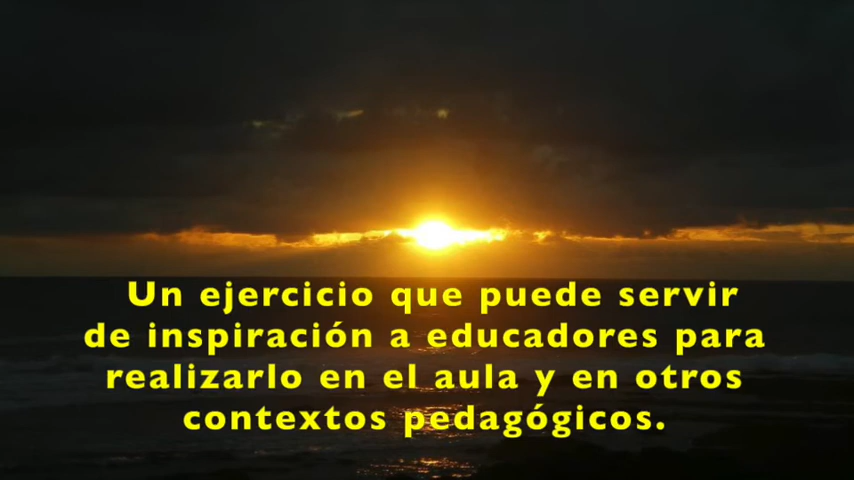 Un ejercicio que puede servir
de inspiración a educadores para
realizarlo en el aula y en otros
contextos pedagógicos.